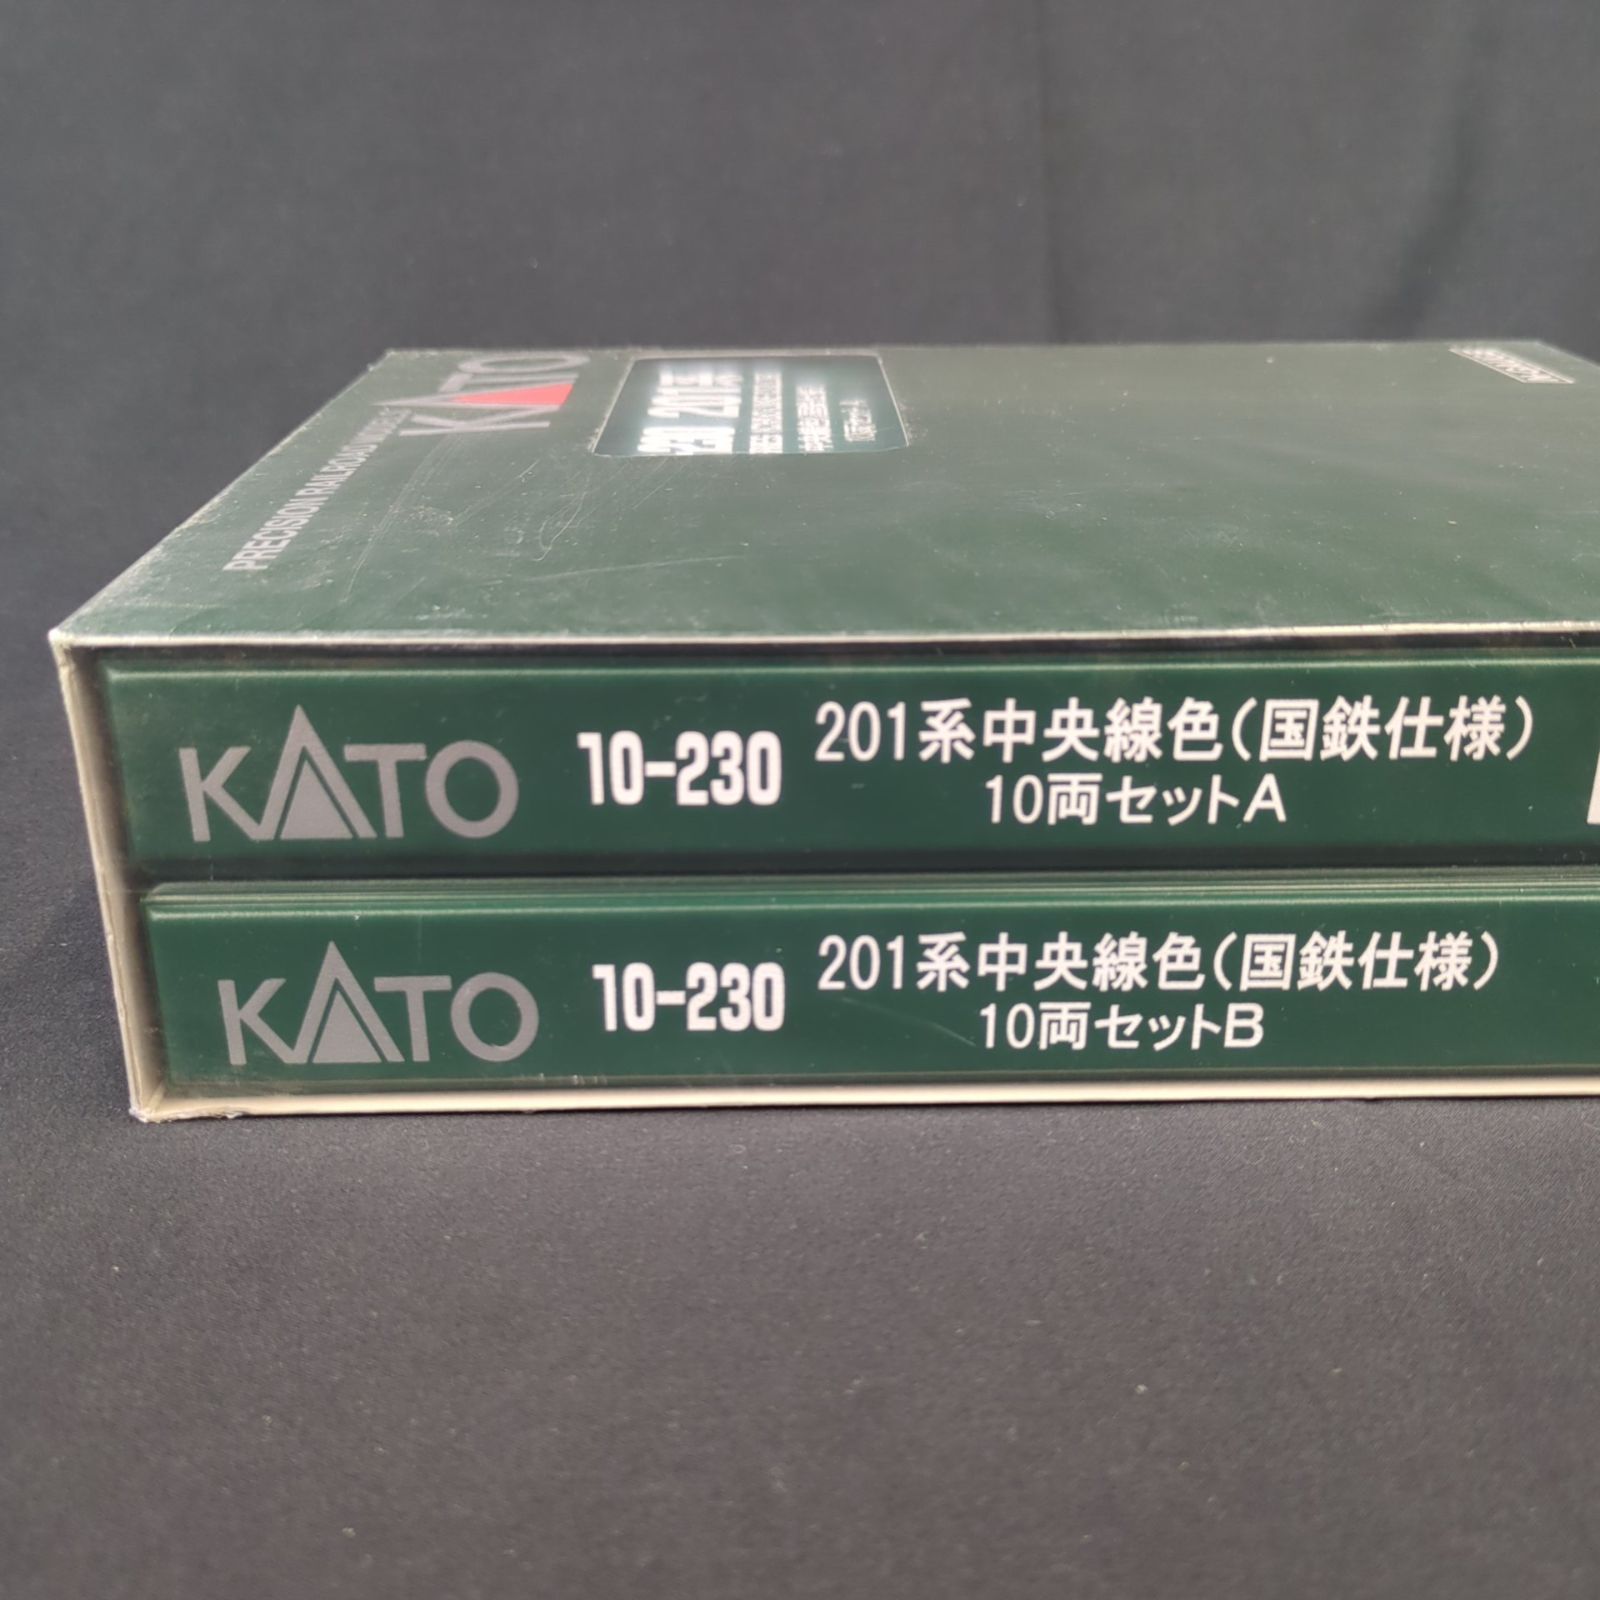 KATO
PRECISION RAILROAD MODELS
KATO
10-230
201系中央線色(国鉄仕様)
10両セットA
KATO
10-230
201系中央線色(国鉄仕様)
10両セットB